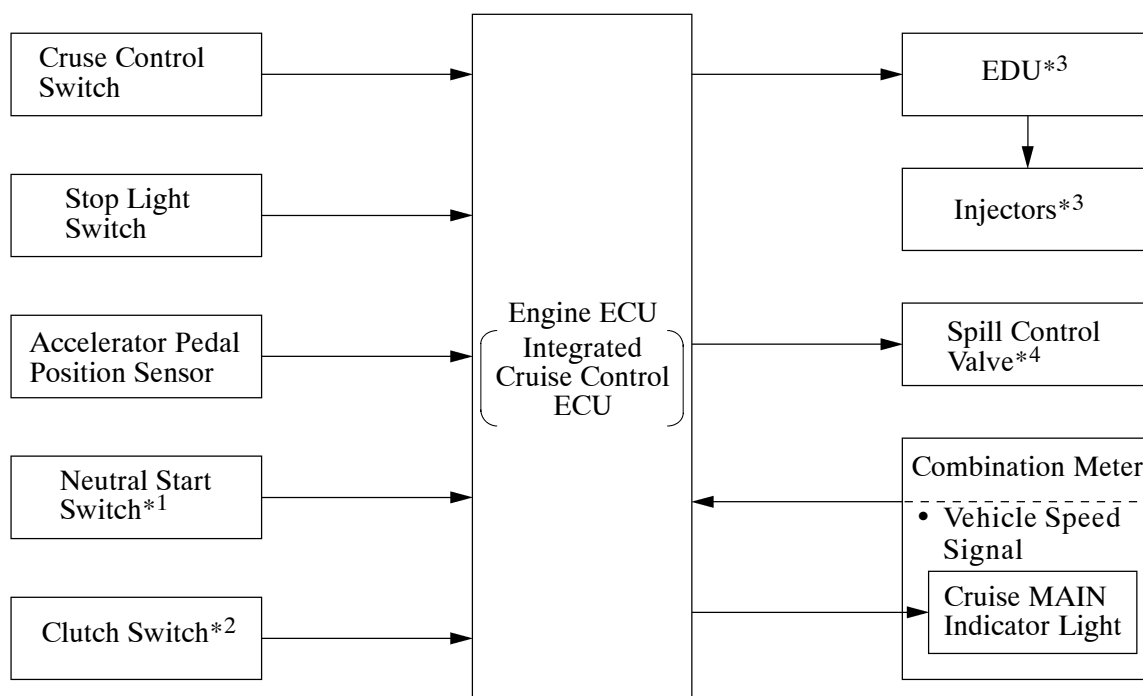 Cruse Control
Switch
Stop Light
Switch
Accelerator Pedal
Position Sensor
Neutral Start
Switch*1
Clutch Switch*2
Engine ECU
Integrated
Cruise Control
ECU
EDU*3
Injectors*3
Spill Control
Valve*4
Combination Meter
• Vehicle Speed
Signal
Cruise MAIN
Indicator Light